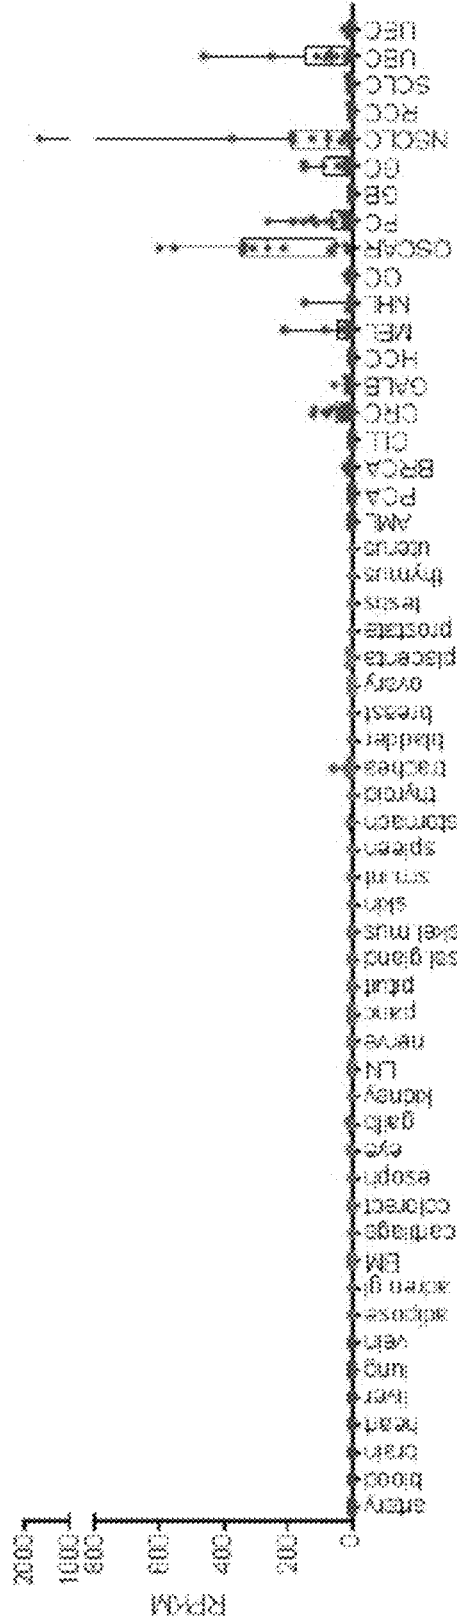 RPKM
2000
1000
800
600
400
200
0
artery
blood
brain
heart
liver
lung
vein
adipose
adren gl
BM
cartilage
colorect
esoph
eye
gallb
kidney
LN
nerve
panc
pituit
sal gland
skel mus
skin
sm int
spleen
stomach
thyroid
trachea
bladder
breast
ovary
placenta
prostate
testis
thymus
uterus
AML
PCA
BRCA
CLL
CRC
GALB
HCC
MEL
NHL
OC
OSCAR
PC
GB
GC
NSCLC
RCC
SCLC
UBC
UEC